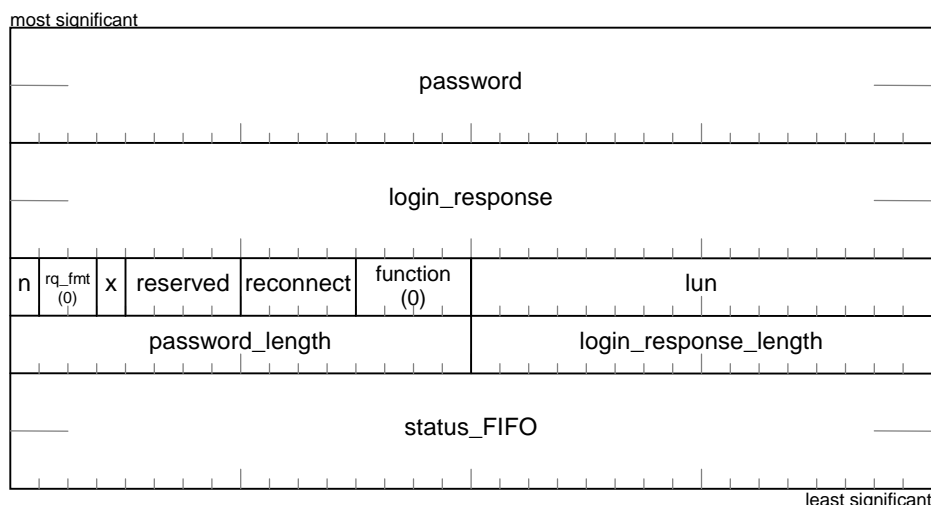 most significant
password
login_response
n rq_fmt (0) x reserved reconnect function (0) lun
password_length login_response_length
status_FIFO
least significant